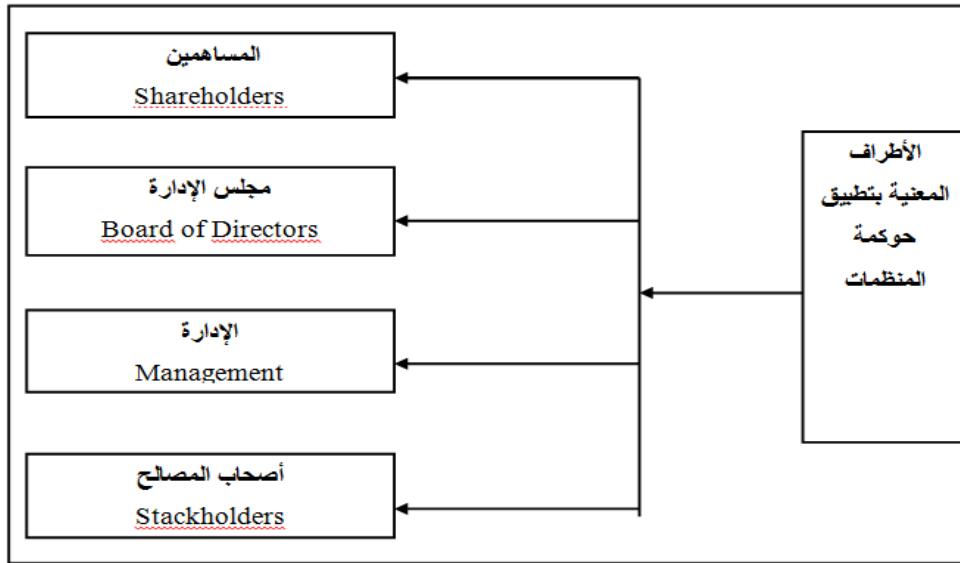 الأطراف
المعنية بتطبيق
حوكمة
المنظمات
المساهمين
Shareholders
مجلس الإدارة
Board of Directors
الإدارة
Management
أصحاب المصالح
Stackholders